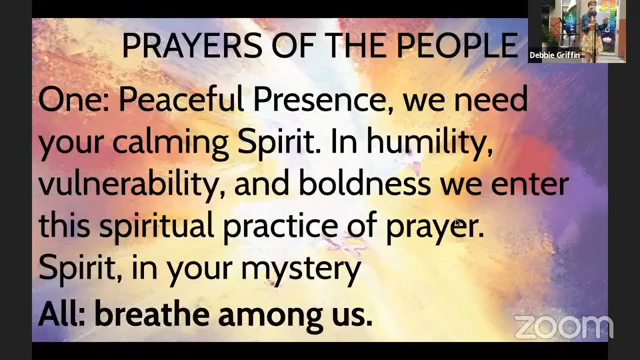 PRAYERS OF THE PEOPLE
Debbie Griffin
One: Peaceful Presence, we need
your calming Spirit. In humility,
vulnerability, and boldness we enter
this spiritual practice of prayer.
Spirit, in your mystery
All: breathe among us.
zoom